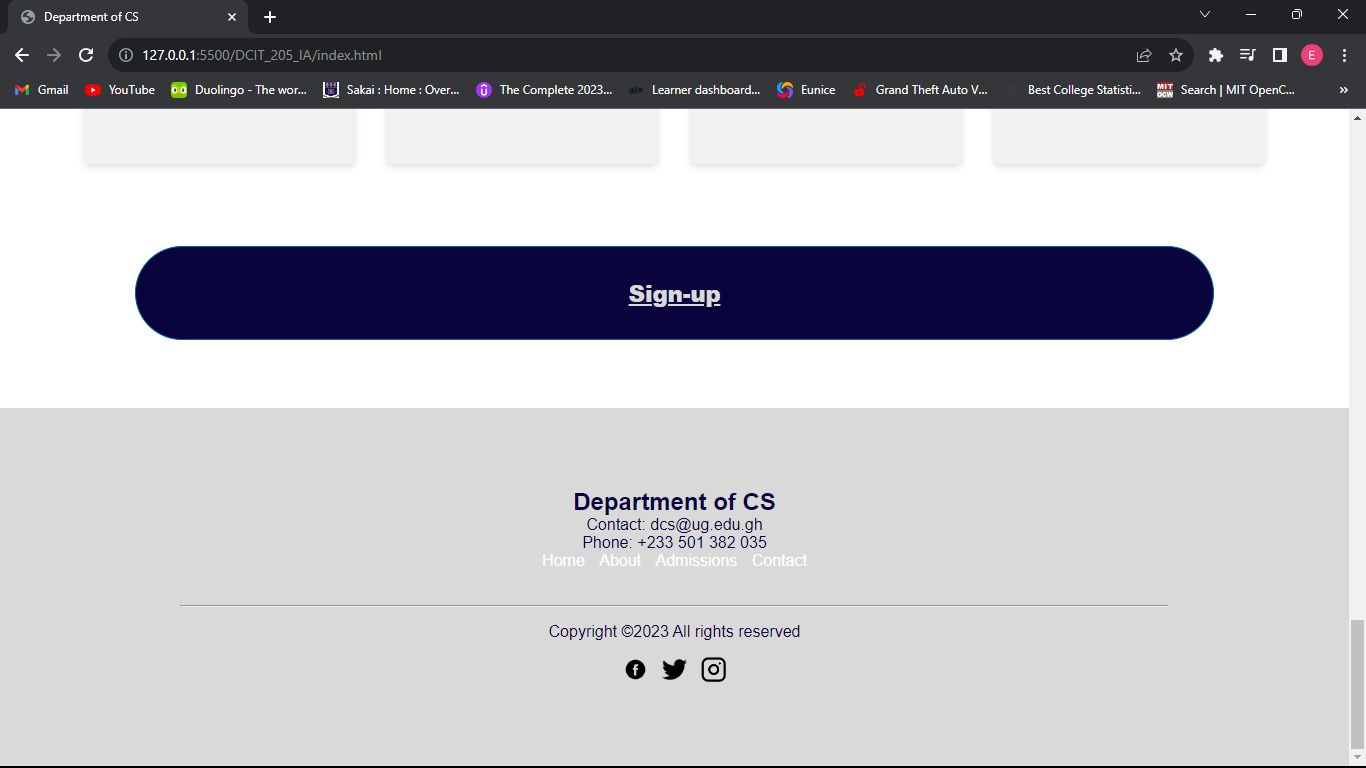 Department of CS
127.0.0.1:5500/DCIT_205_IA/index.html
E
Gmail YouTube Duolingo - The wor... Sakai : Home : Over... The Complete 2023... Learner dashboard... Eunice Grand Theft Auto V... Best College Statisti... MIT OCW Search | MIT OpenC... »
Sign-up
Department of CS
Contact: dcs@ug.edu.gh
Phone: +233 501 382 035
Home About Admissions Contact
Copyright ©2023 All rights reserved